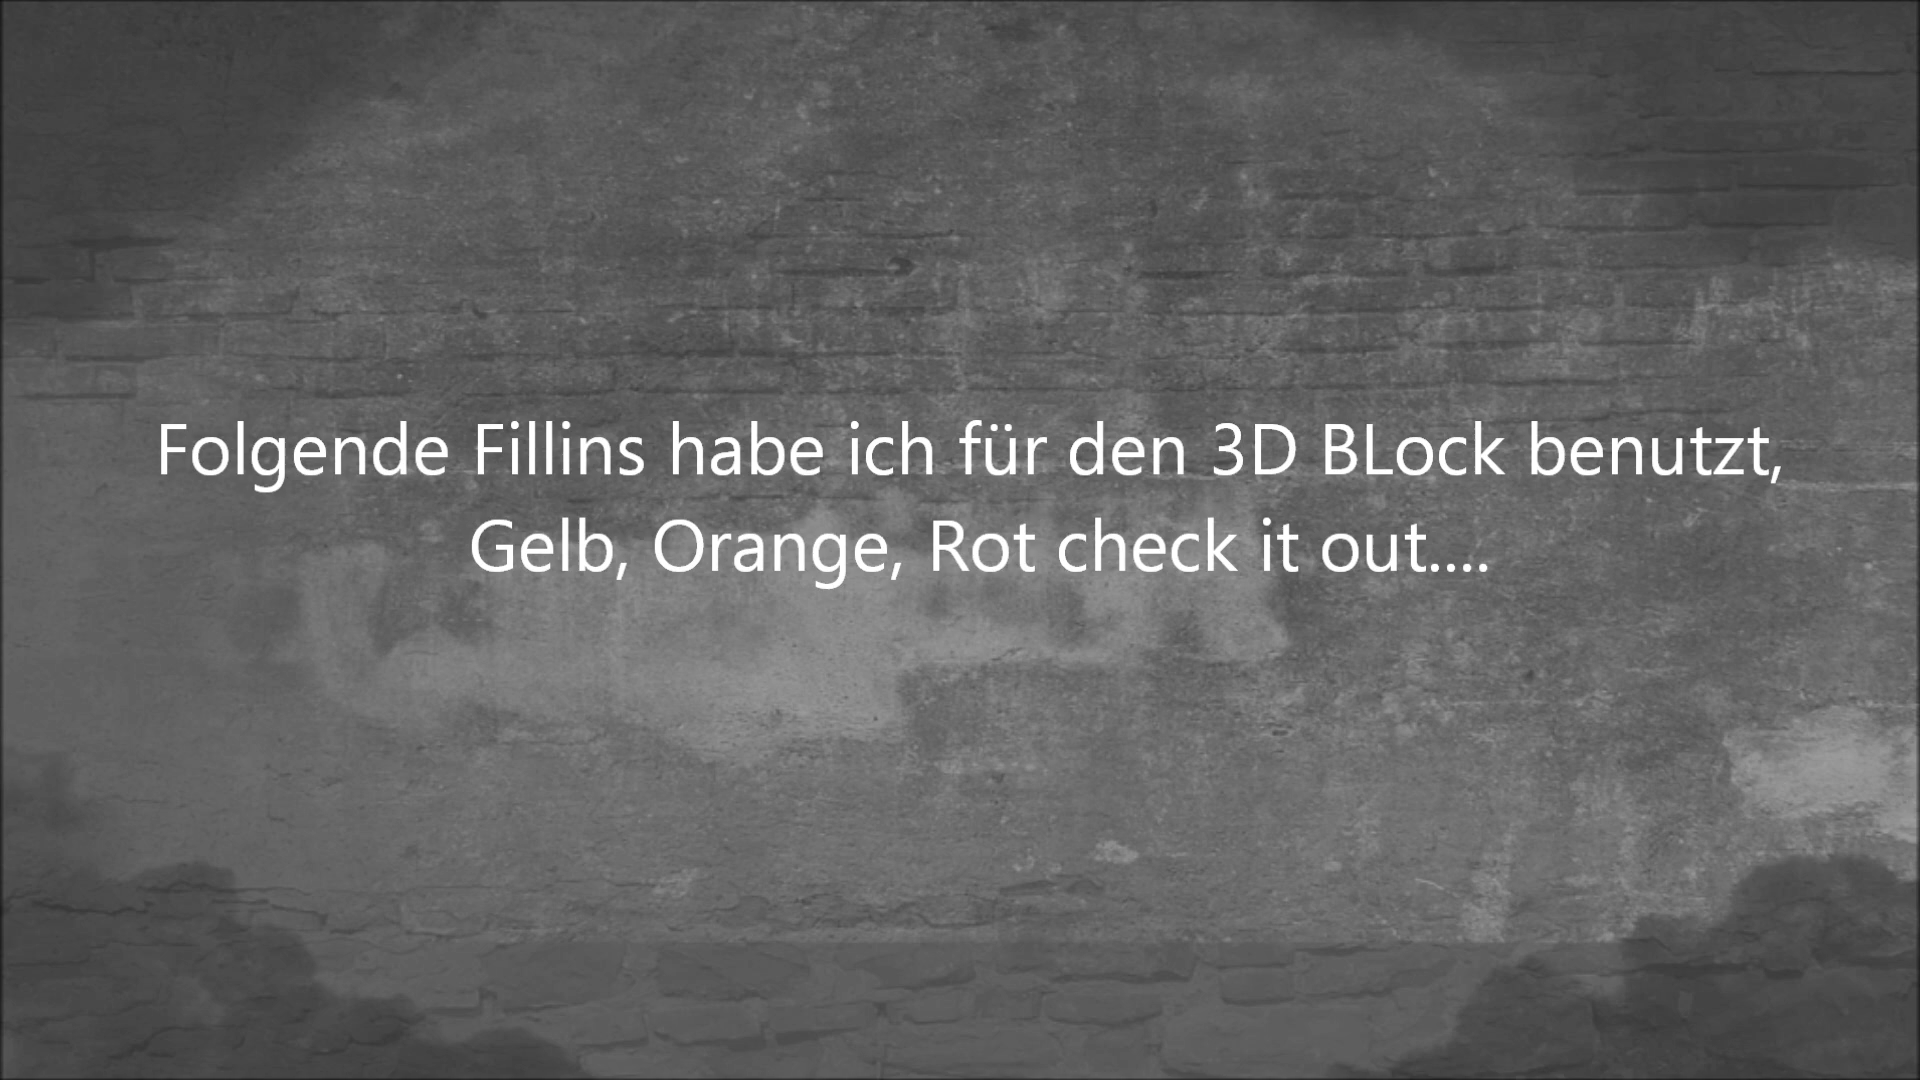 Folgende Fillins habe ich für den 3D BLock benutzt,
Gelb, Orange, Rot check it out....